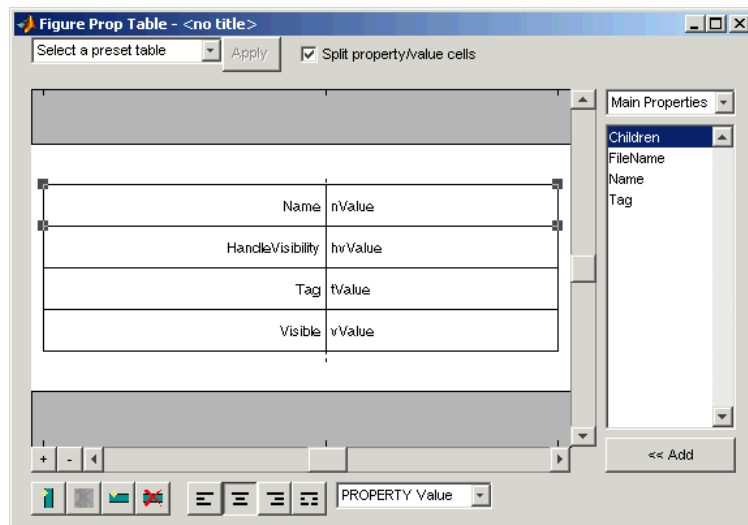 Figure Prop Table - <no title>
Select a preset table
Apply
Split property/value cells
Main Properties
Children
FileName
Name
Tag
Name nValue
HandleVisibility hvValue
Tag tValue
Visible vValue
+ -
<< Add
PROPERTY Value